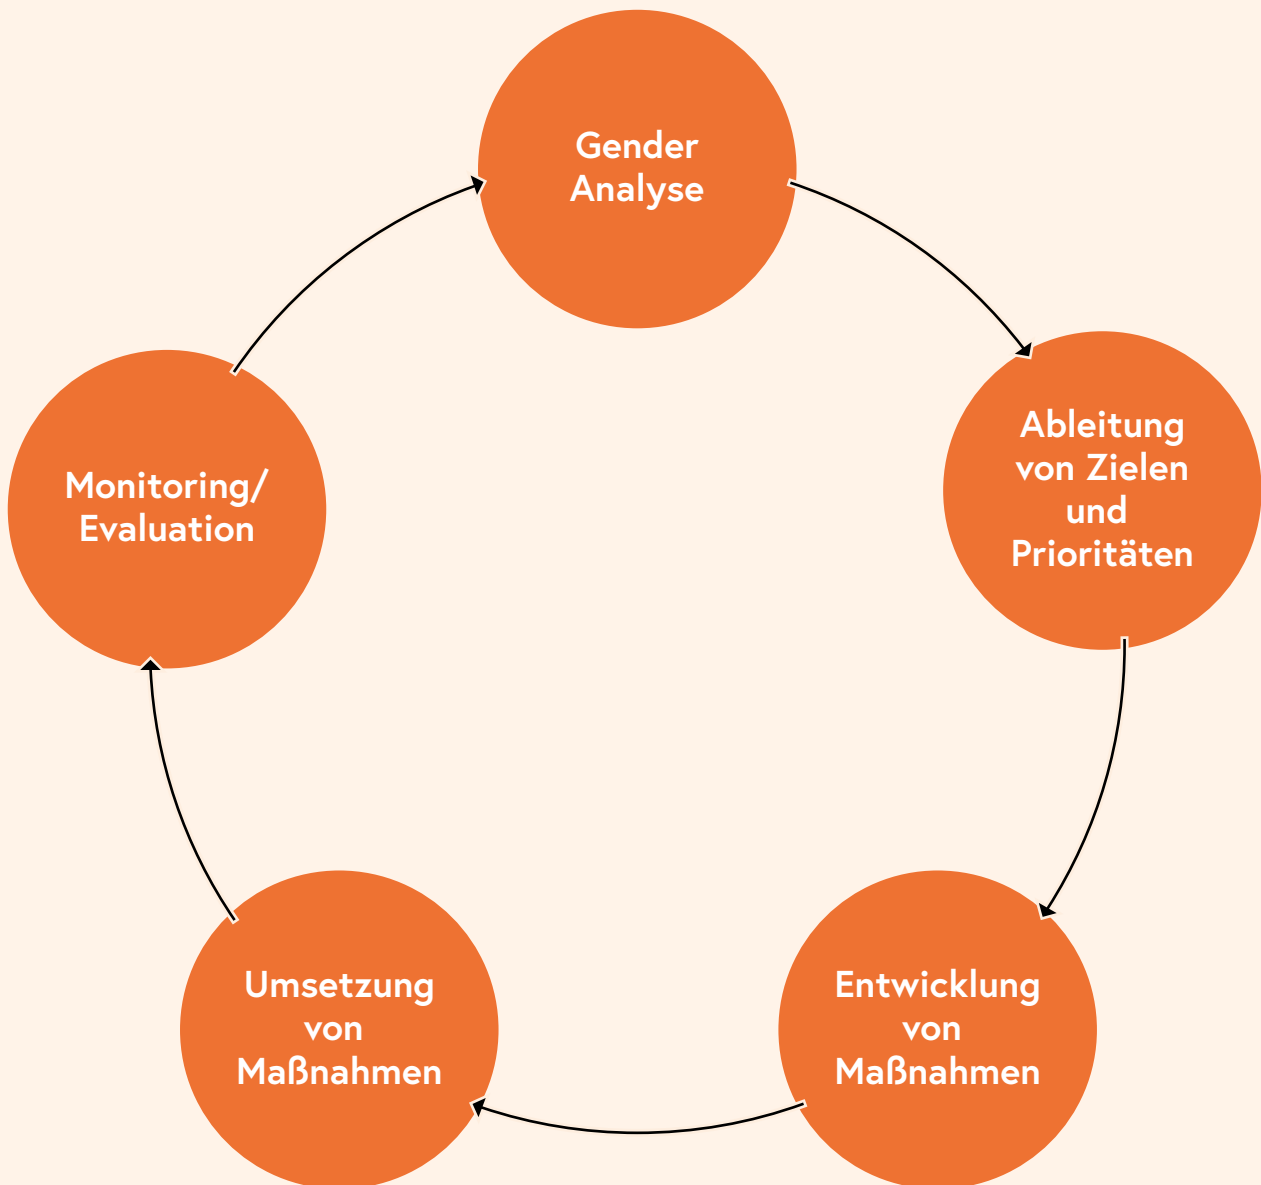 Gender
Analyse
Ableitung
von Zielen
und
Prioritäten
Entwicklung
von
Maßnahmen
Umsetzung
von
Maßnahmen
Monitoring/
Evaluation